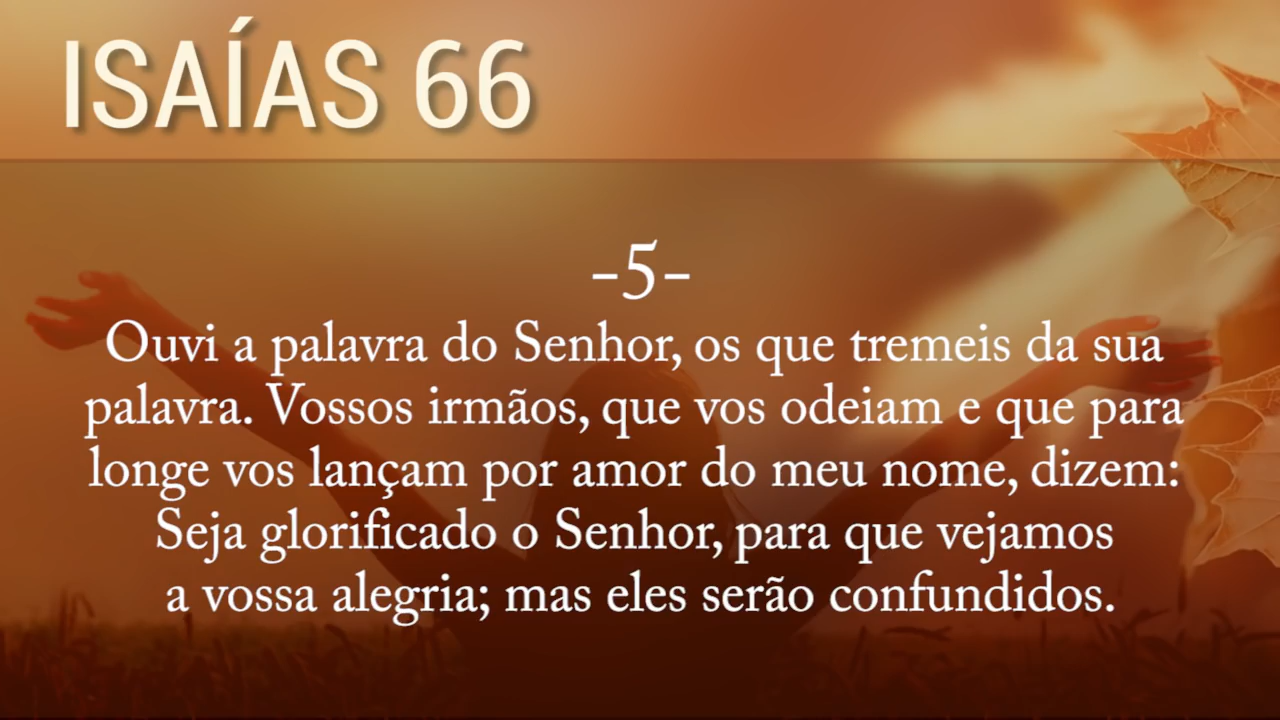 ISAÍAS 66
-5-
Ouvi a palavra do Senhor, os que tremeis da sua
palavra. Vossos irmãos, que vos odeiam e que para
longe vos lançam por amor do meu nome, dizem:
Seja glorificado o Senhor, para que vejamos
a vossa alegria; mas eles serão confundidos.